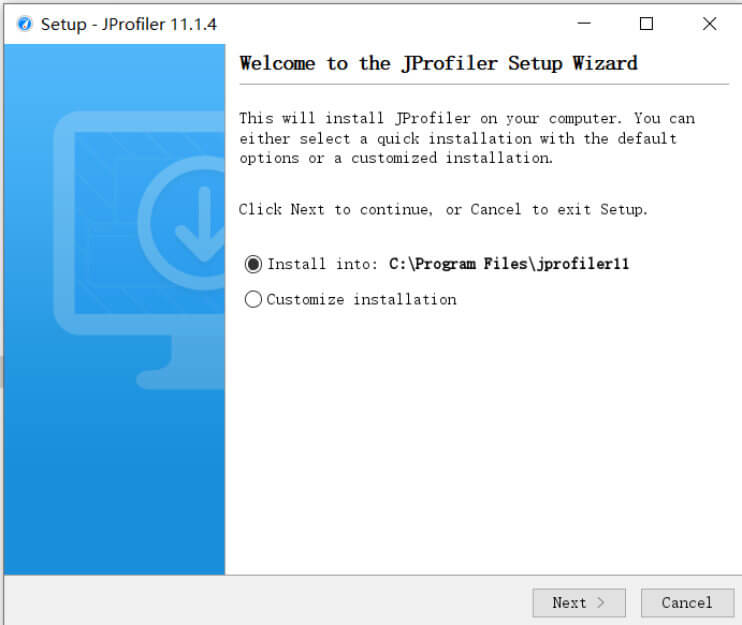 Setup - JProfiler 11.1.4
Welcome to the JProfiler Setup Wizard
This will install JProfiler on your computer. You can
either select a quick installation with the default
options or a customized installation.
Click Next to continue, or Cancel to exit Setup.
Install into: C:\Program Files\jprofiler11
Customize installation
Next >
Cancel